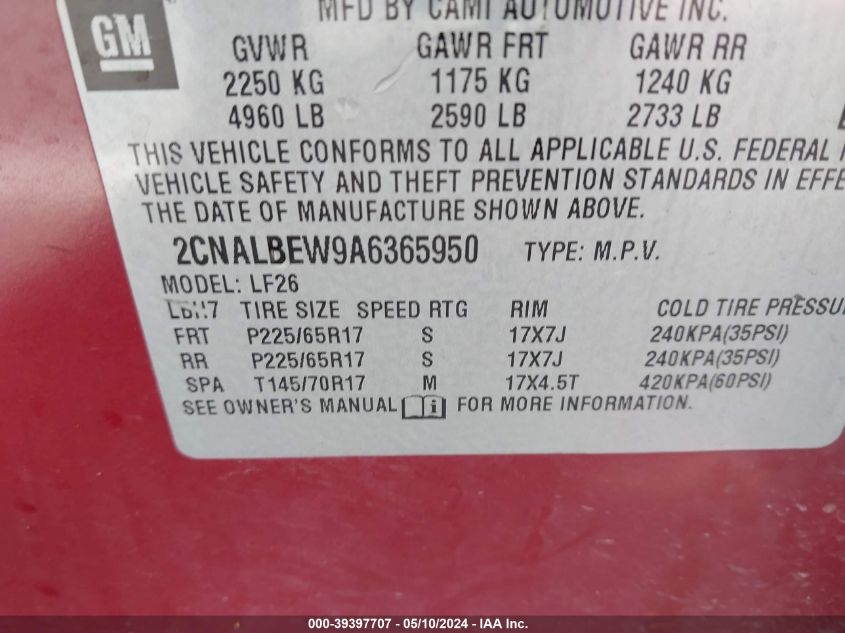 GM
MFD BY CAMI AUTOMOTIVE INC.
GVWR GAWR FRT GAWR RR
2250 KG 1175 KG 1240 KG
4960 LB 2590 LB 2733 LB
THIS VEHICLE CONFORMS TO ALL APPLICABLE U.S. FEDERAL
VEHICLE SAFETY AND THEFT PREVENTION STANDARDS IN EFFE
THE DATE OF MANUFACTURE SHOWN ABOVE.
2CNALBEW9A6365950 TYPE: M.P.V.
MODEL: LF26
TIRE SIZE SPEED RTG RIM COLD TIRE PRESSU
FRT P225/65R17 S 17X7J 240KPA(35PSI)
RR P225/65R17 S 17X7J 240KPA(35PSI)
SPA T145/70R17 M 17X4.5T 420KPA(60PSI)
SEE OWNER'S MANUAL i FOR MORE INFORMATION.
000-39397707 - 05/10/2024 - IAA Inc.